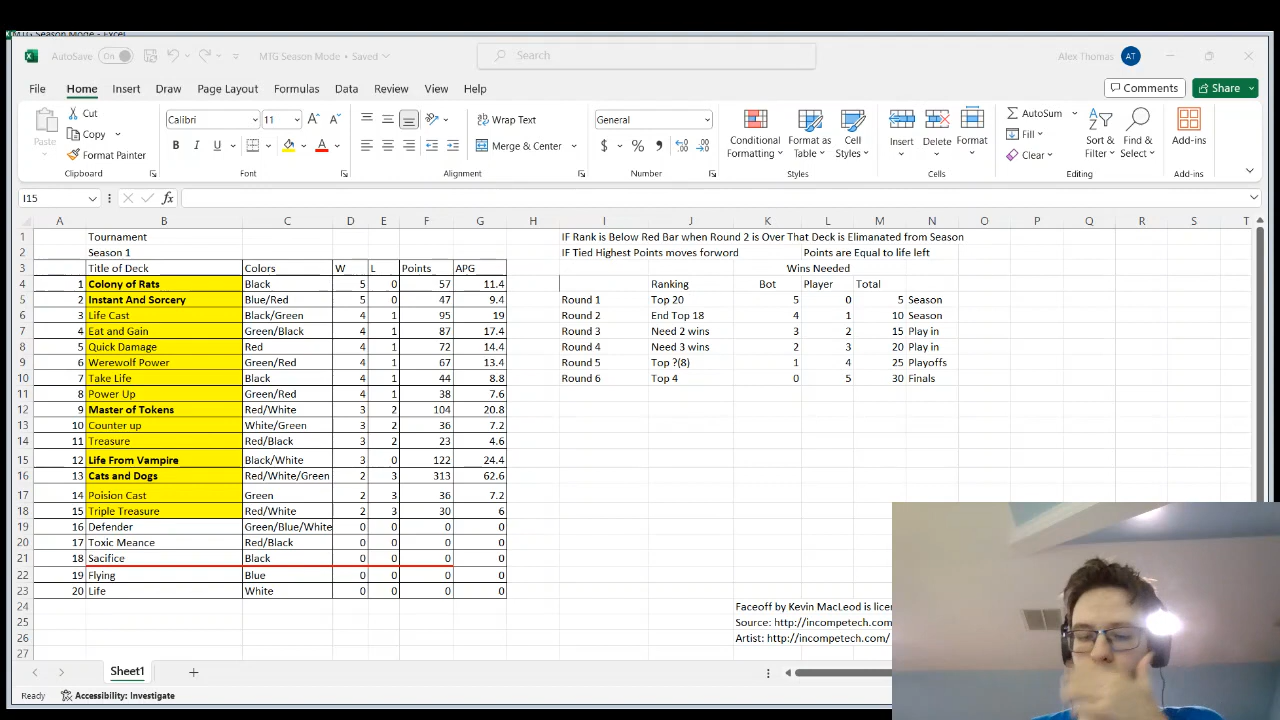 MTG Season Mode - Excel
AutoSave On MTG Season Mode • Saved Search Alex Thomas AT
File Home Insert Draw Page Layout Formulas Data Review View Help Comments Share
Cut Calibri 11 Wrap Text General AutoSum
Paste Copy Fill
Format Painter B I U Merge & Center $ % 9 Conditional Formatting Format as Table Cell Styles Insert Delete Format Clear Sort & Filter Find & Select Add-ins
Clipboard Font Alignment Number Styles Cells Editing Add-ins
I15 fx
A B C D E F G H I J K L M N O P Q R S T
1 Tournament IF Rank is Below Red Bar when Round 2 is Over That Deck is Elimanated from Season
2 Season 1 IF Tied Highest Points moves forword Points are Equal to life left
3 Title of Deck Colors W L Points APG Wins Needed
4 1 Colony of Rats Black 5 0 57 11.4 Ranking Bot Player Total
5 2 Instant And Sorcery Blue/Red 5 0 47 9.4 Round 1 Top 20 5 0 5 Season
6 3 Life Cast Black/Green 4 1 95 19 Round 2 End Top 18 4 1 10 Season
7 4 Eat and Gain Green/Black 4 1 87 17.4 Round 3 Need 2 wins 3 2 15 Play in
8 5 Quick Damage Red 4 1 72 14.4 Round 4 Need 3 wins 2 3 20 Play in
9 6 Werewolf Power Green/Red 4 1 67 13.4 Round 5 Top ?(8) 1 4 25 Playoffs
10 7 Take Life Black 4 1 44 8.8 Round 6 Top 4 0 5 30 Finals
11 8 Power Up Green/Red 4 1 38 7.6
12 9 Master of Tokens Red/White 3 2 104 20.8
13 10 Counter up White/Green 3 2 36 7.2
14 11 Treasure Red/Black 3 2 23 4.6
15 12 Life From Vampire Black/White 3 0 122 24.4
16 13 Cats and Dogs Red/White/Green 2 3 313 62.6
17 14 Poision Cast Green 2 3 36 7.2
18 15 Triple Treasure Red/White 2 3 30 6
19 16 Defender Green/Blue/White 0 0 0 0
20 17 Toxic Meance Red/Black 0 0 0 0
21 18 Sacifice Black 0 0 0 0
22 19 Flying Blue 0 0 0 0
23 20 Life White 0 0 0 0
24 Faceoff by Kevin MacLeod is licen
25 Source: http://incompetech.com
26 Artist: http://incompetech.com/
27
Sheet1
Ready Accessibility: Investigate